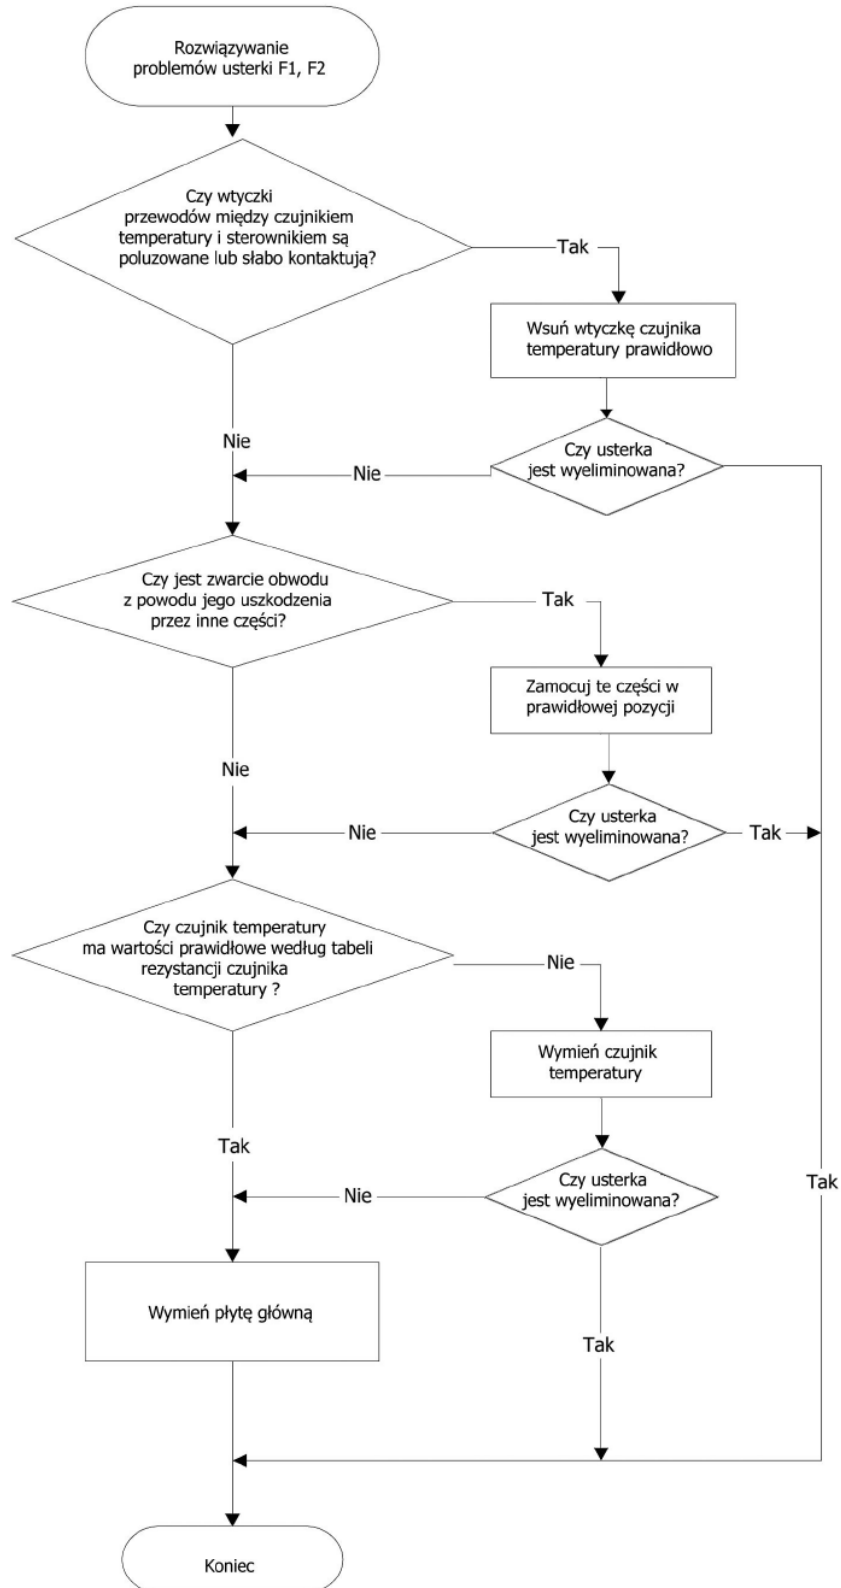 Rozwiązywanie
problemów usterki F1, F2
Czy wtyczki
przewodów między czujnikiem
temperatury i sterownikiem są
poluzowane lub słabo kontaktują?
Tak
Wsuń wtyczkę czujnika
temperatury prawidłowo
Nie
Czy usterka
jest wyeliminowana?
Nie
Czy jest zwarcie obwodu
z powodu jego uszkodzenia
przez inne części?
Tak
Zamocuj te części w
prawidłowej pozycji
Nie
Czy usterka
jest wyeliminowana?
Nie
Tak
Czy czujnik temperatury
ma wartości prawidłowe według tabeli
rezystancji czujnika
temperatury ?
Nie
Wymień czujnik
temperatury
Tak
Czy usterka
jest wyeliminowana?
Nie
Tak
Wymień płytę główną
Tak
Koniec